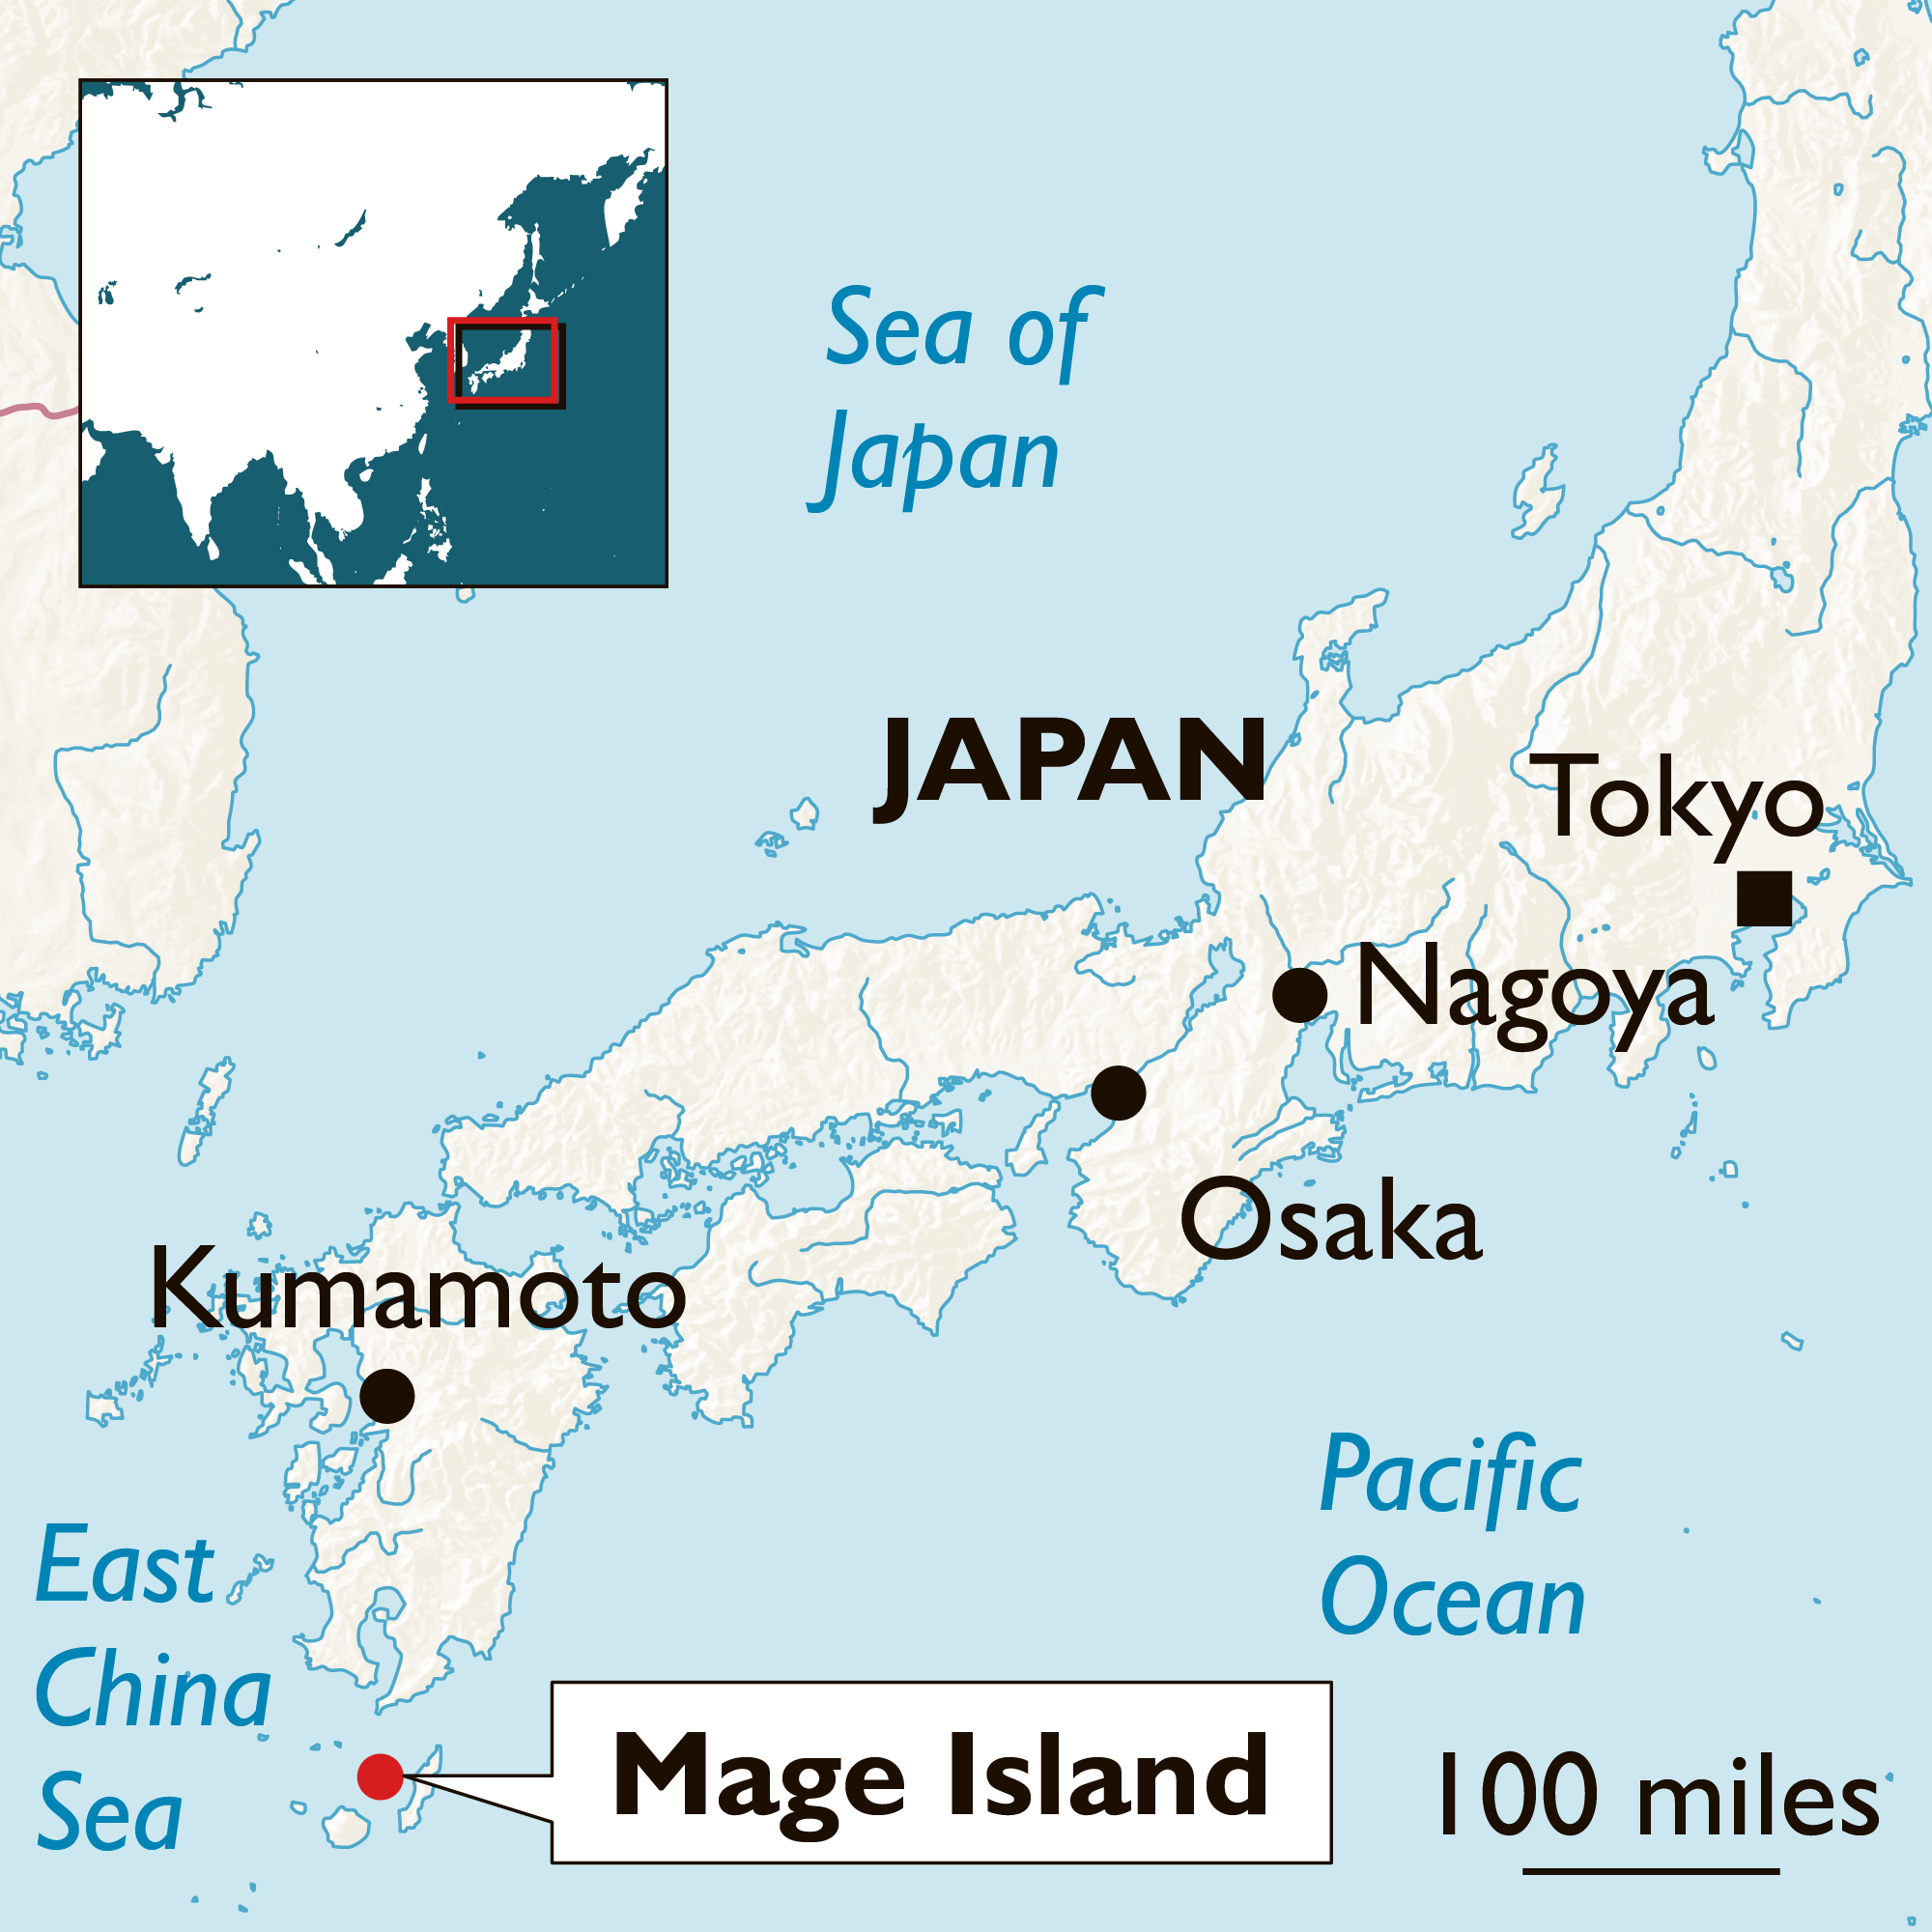 Sea of
Japan
JAPAN
Tokyo
Nagoya
Osaka
Kumamoto
Pacific
Ocean
East
China
Sea
Mage Island
100 miles